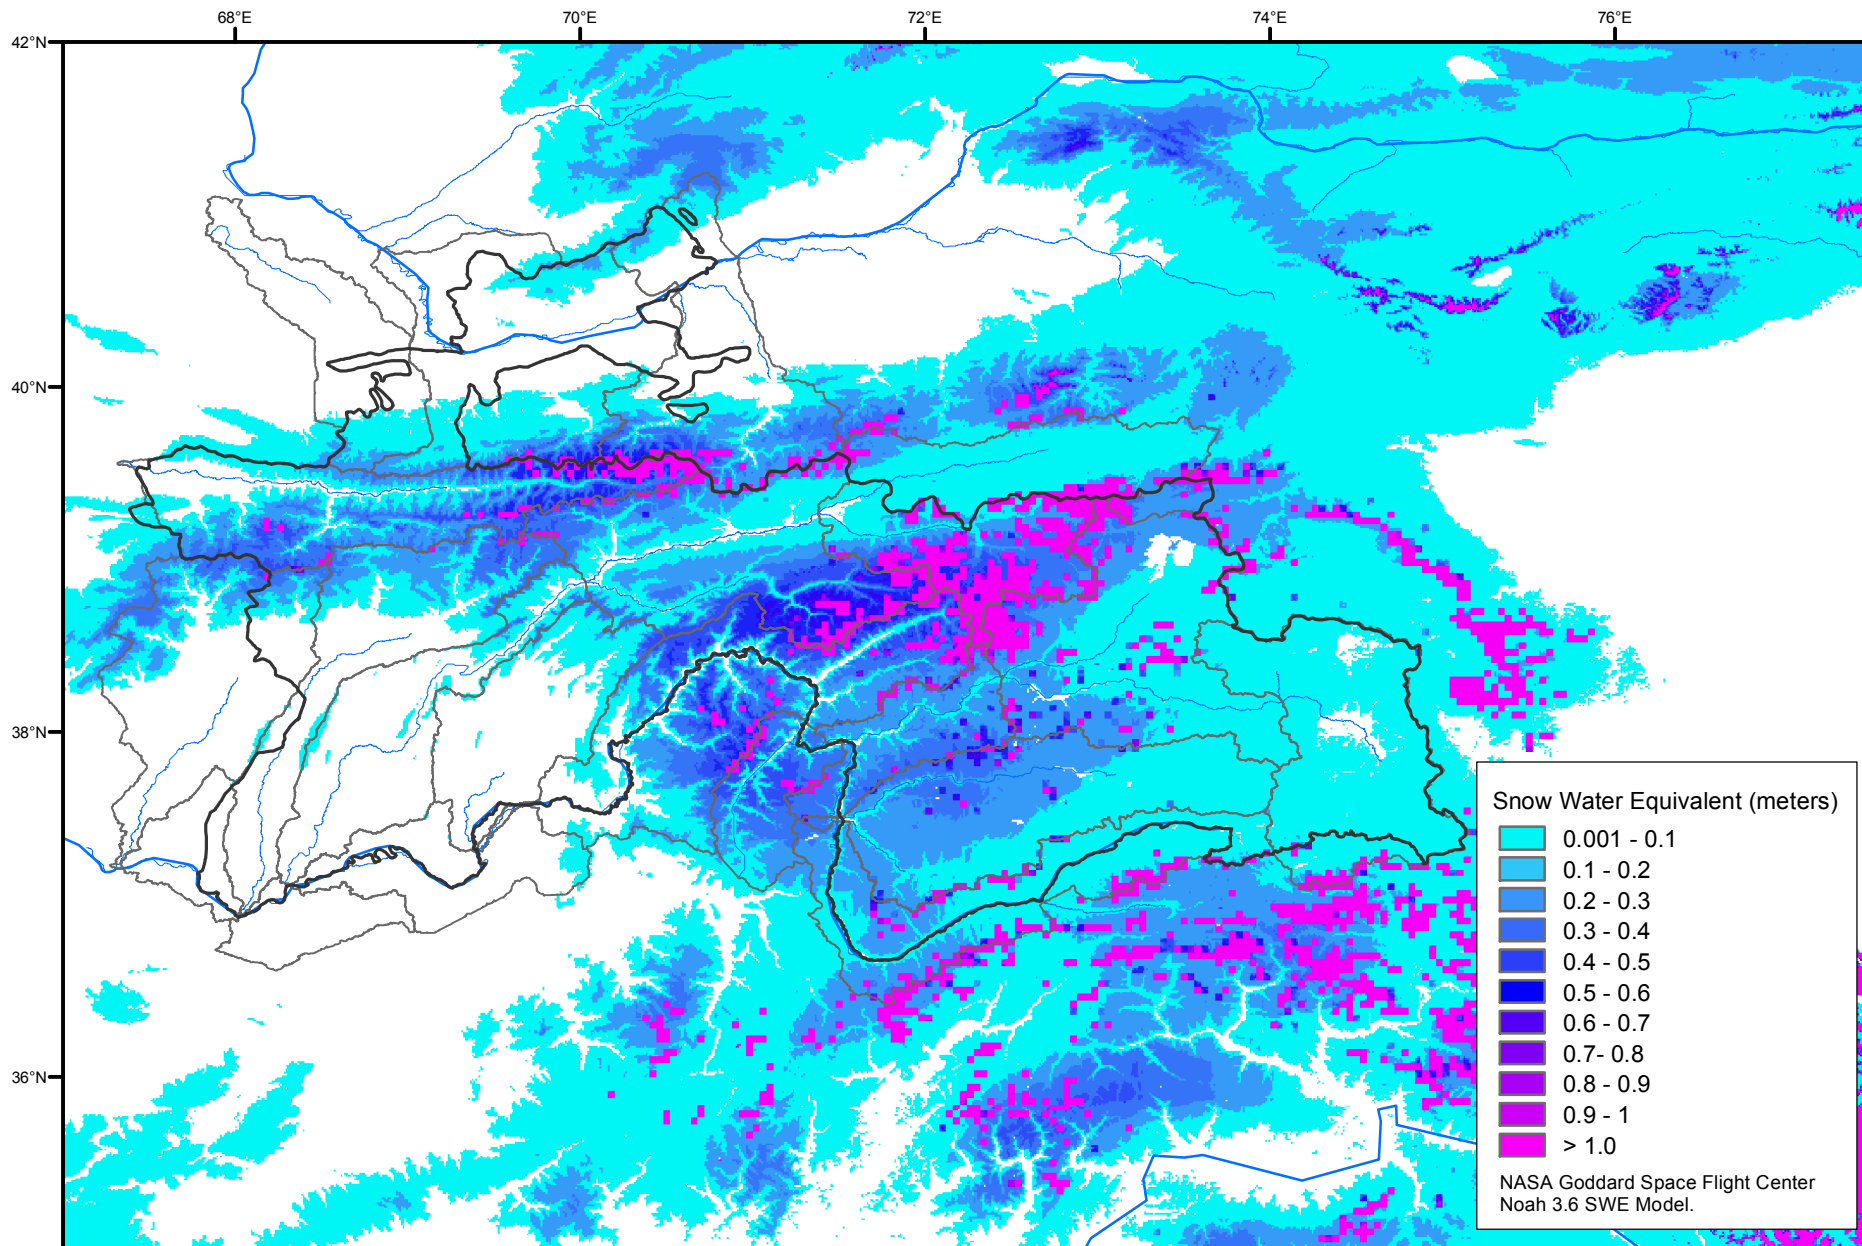 68°E
70°E
72°E
74°E
76°E
42°N
40°N
38°N
36°N
Snow Water Equivalent (meters)
0.001 - 0.1
0.1 - 0.2
0.2 - 0.3
0.3 - 0.4
0.4 - 0.5
0.5 - 0.6
0.6 - 0.7
0.7- 0.8
0.8 - 0.9
0.9 - 1
> 1.0
NASA Goddard Space Flight Center
Noah 3.6 SWE Model.